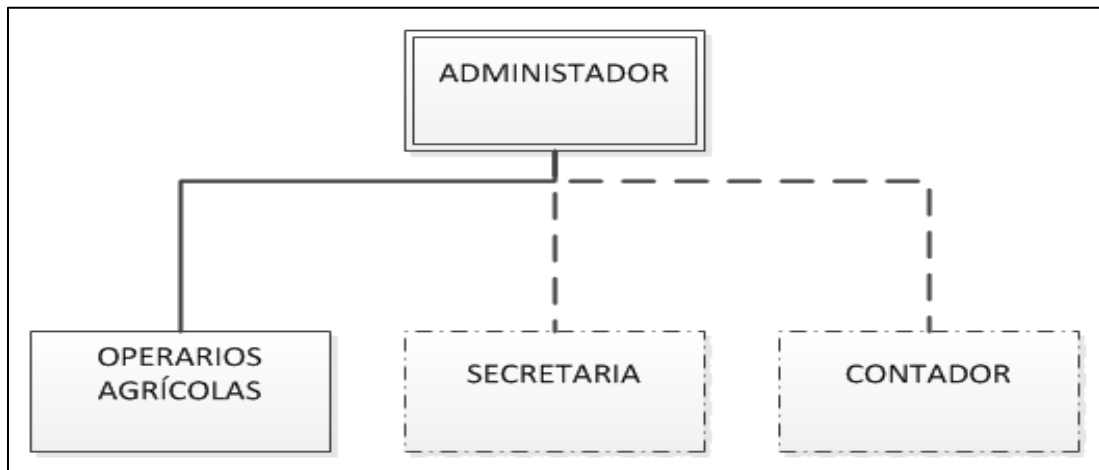 ADMINISTADOR
OPERARIOS
AGRÍCOLAS
SECRETARIA
CONTADOR